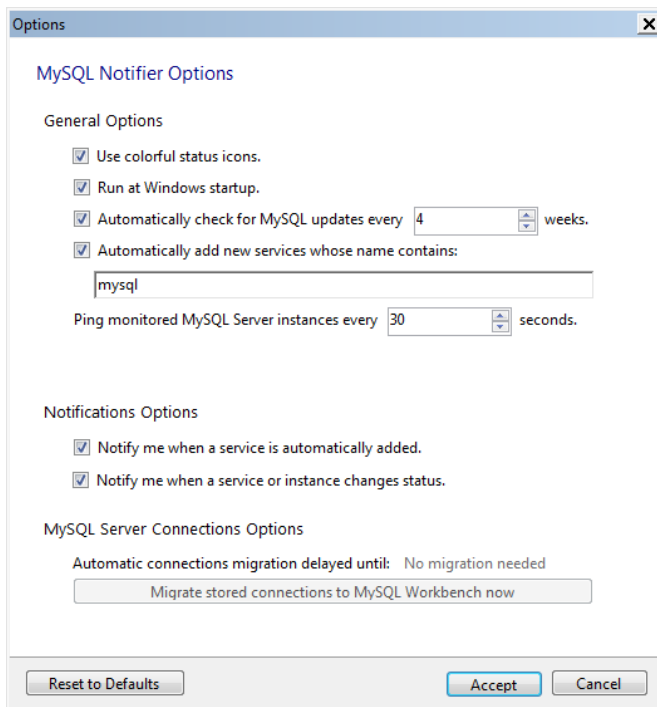 Options
MySQL Notifier Options
General Options
Use colorful status icons.
Run at Windows startup.
Automatically check for MySQL updates every 4 weeks.
Automatically add new services whose name contains:
mysql
Ping monitored MySQL Server instances every 30 seconds.
Notifications Options
Notify me when a service is automatically added.
Notify me when a service or instance changes status.
MySQL Server Connections Options
Automatic connections migration delayed until: No migration needed
Migrate stored connections to MySQL Workbench now
Reset to Defaults Accept Cancel